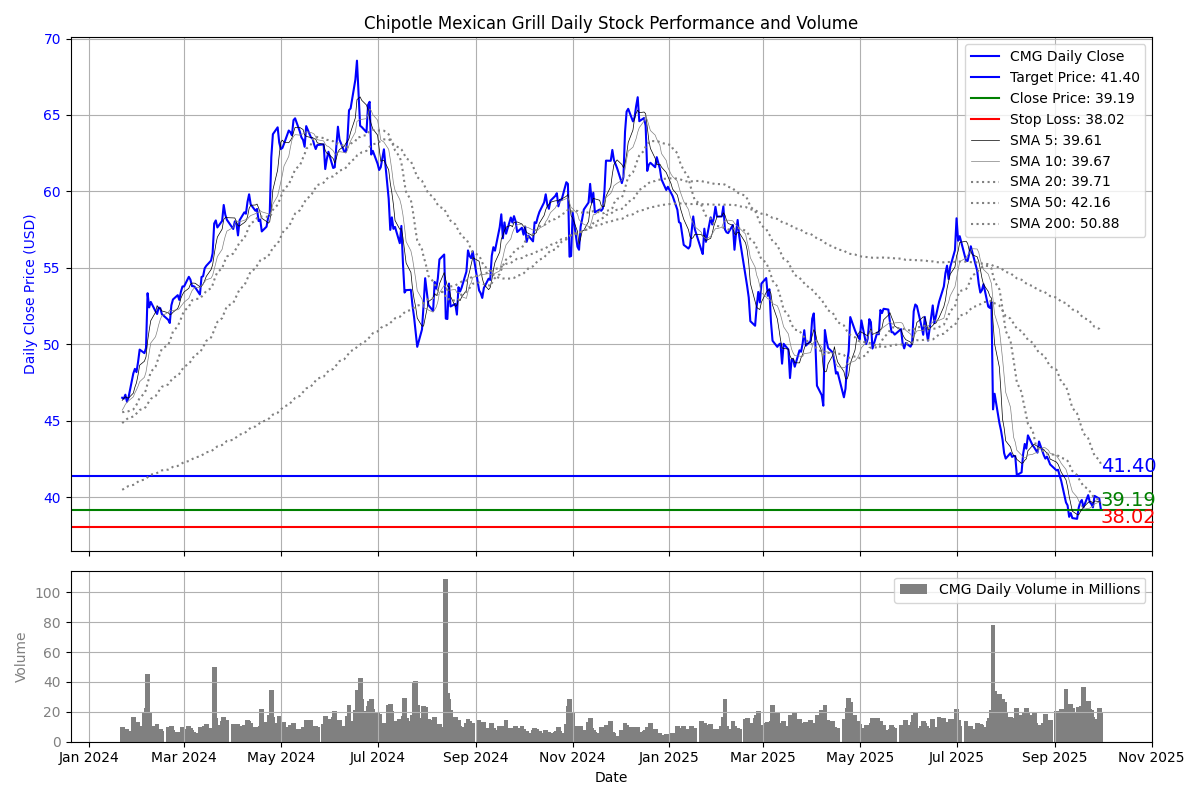 Chipotle Mexican Grill Daily Stock Performance and Volume
Daily Close Price (USD)
70
65
60
55
50
45
40
CMG Daily Close
Target Price: 41.40
Close Price: 39.19
Stop Loss: 38.02
SMA 5: 39.61
SMA 10: 39.67
SMA 20: 39.71
SMA 50: 42.16
SMA 200: 50.88
41.40
39.19
38.02
Volume
100
80
60
40
20
0
CMG Daily Volume in Millions
Jan 2024 Mar 2024 May 2024 Jul 2024 Sep 2024 Nov 2024 Jan 2025 Mar 2025 May 2025 Jul 2025 Sep 2025 Nov 2025
Date